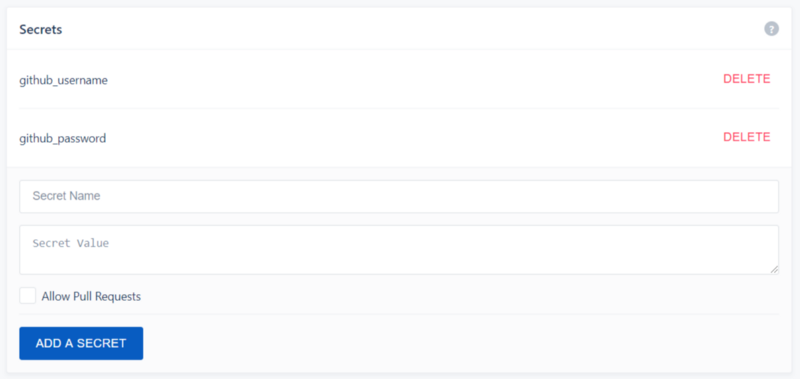 Secrets
?
github_username
DELETE
github_password
DELETE
Secret Name
Secret Value
Allow Pull Requests
ADD A SECRET